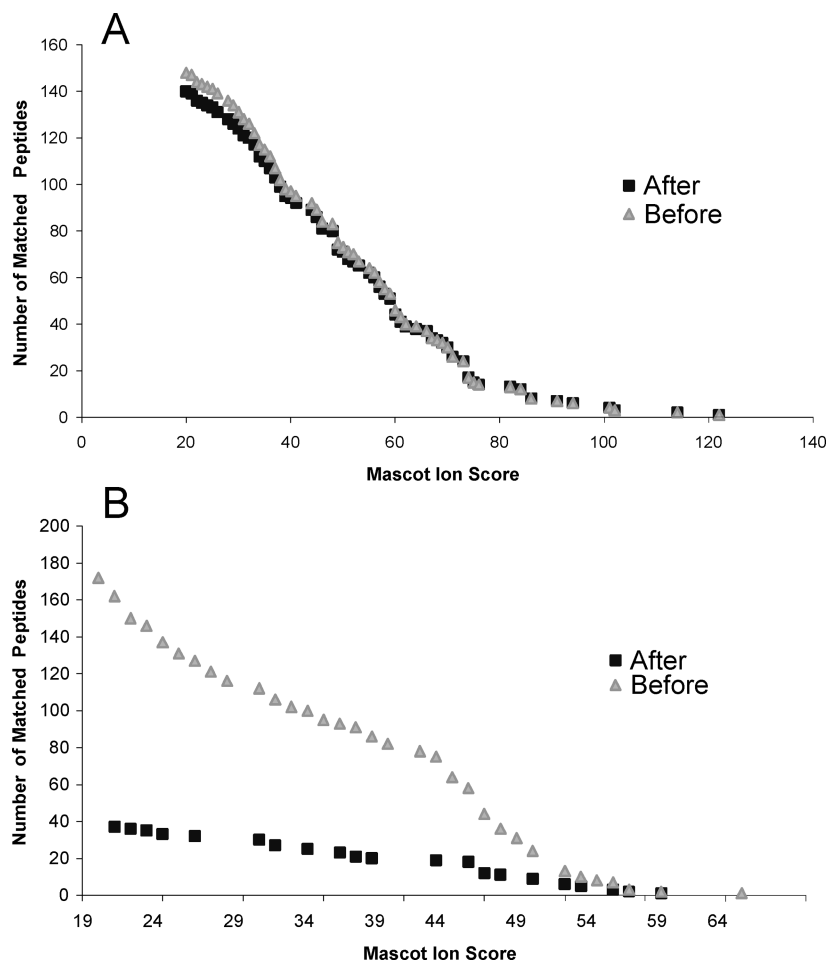 A
160
140
120
100
80
60
40
20
0
Number of Matched Peptides
After
Before
0 20 40 60 80 100 120 140
Mascot Ion Score
B
200
180
160
140
120
100
80
60
40
20
0
Number of Matched Peptides
After
Before
19 24 29 34 39 44 49 54 59 64
Mascot Ion Score